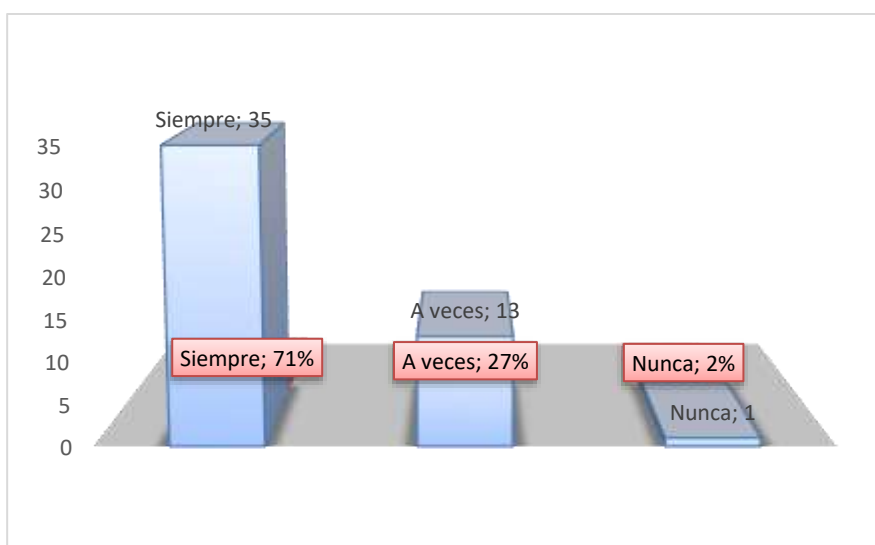 Siempre; 35
35
30
25
20
A veces; 13
15
Siempre; 71%
A veces; 27%
Nunca; 2%
10
Nunca; 1
5
0